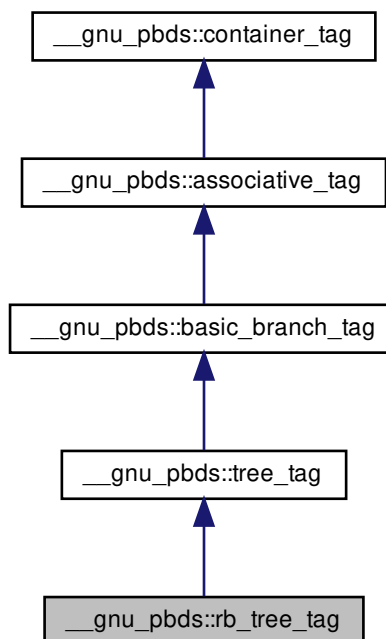 __gnu_pbds::container_tag
__gnu_pbds::associative_tag
__gnu_pbds::basic_branch_tag
__gnu_pbds::tree_tag
__gnu_pbds::rb_tree_tag